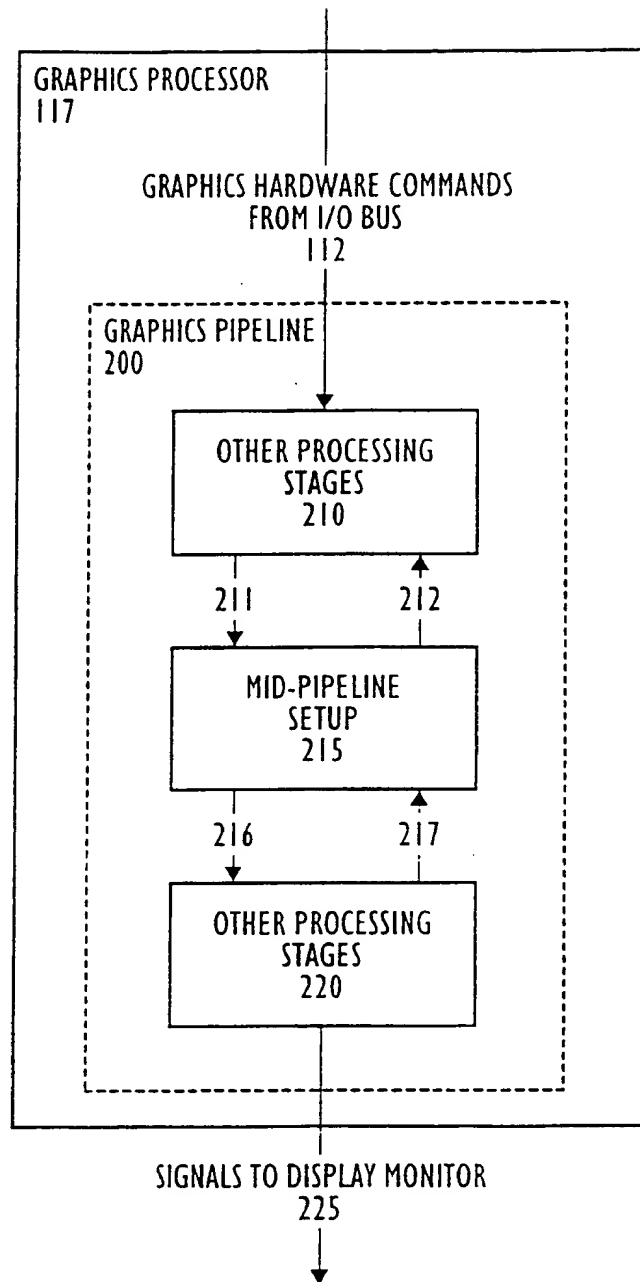 GRAPHICS PROCESSOR
117
GRAPHICS HARDWARE COMMANDS
FROM I/O BUS
112
GRAPHICS PIPELINE
200
OTHER PROCESSING
STAGES
210
211 212
MID-PIPELINE
SETUP
215
216 217
OTHER PROCESSING
STAGES
220
SIGNALS TO DISPLAY MONITOR
225